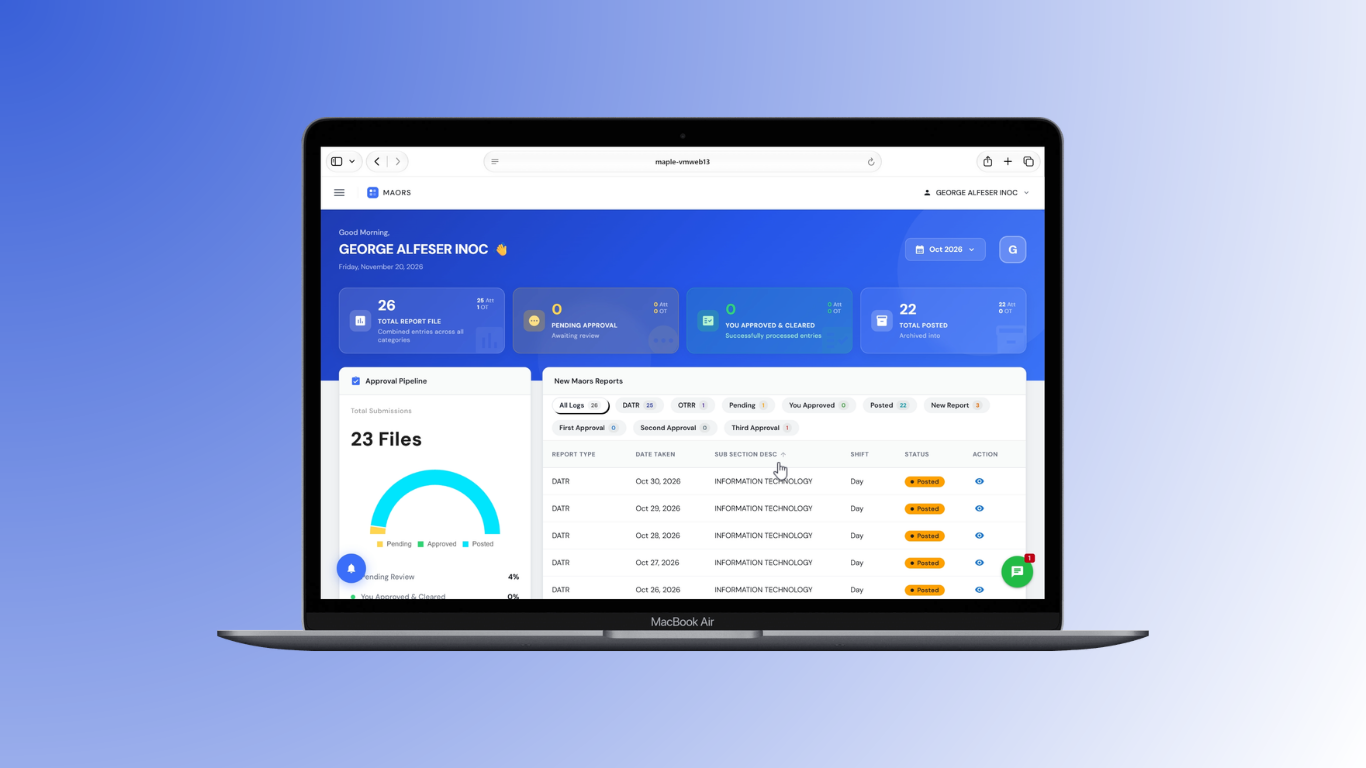 maple-vmweb13
MAORS
GEORGE ALFESER INOC
Good Morning,
GEORGE ALFESER INOC
Friday, November 20, 2026
Oct 2026
G
26
TOTAL REPORT FILE
Combined entries across all
categories
25 Att
1 OT
0
PENDING APPROVAL
Awaiting review
0 Att
0 OT
0
YOU APPROVED & CLEARED
Successfully processed entries
0 Att
0 OT
22
TOTAL POSTED
Archived into
22 Att
0 OT
Approval Pipeline
Total Submissions
23 Files
Pending Approved Posted
ending Review 4%
You Approved & Cleared 0%
New Maors Reports
All Logs 26 DATR 25 OTRR 1 Pending 1 You Approved 0 Posted 22 New Report 3
First Approval 0 Second Approval 0 Third Approval 1
REPORT TYPE DATE TAKEN SUB SECTION DESC SHIFT STATUS ACTION
DATR Oct 30, 2026 INFORMATION TECHNOLOGY Day Posted
DATR Oct 29, 2026 INFORMATION TECHNOLOGY Day Posted
DATR Oct 28, 2026 INFORMATION TECHNOLOGY Day Posted
DATR Oct 27, 2026 INFORMATION TECHNOLOGY Day Posted
DATR Oct 26, 2026 INFORMATION TECHNOLOGY Day Posted
1
MacBook Air